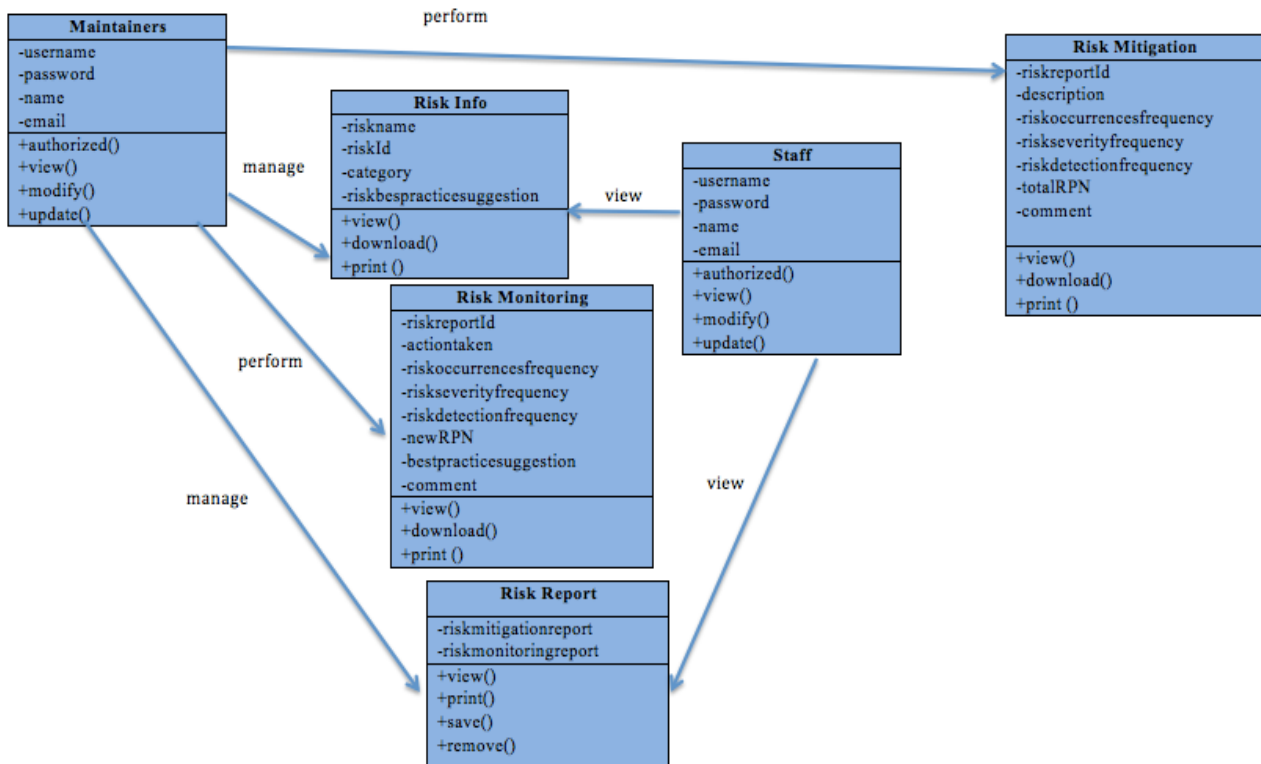 Maintainers
-username
-password
-name
-email
+authorized()
+view()
+modify()
+update()
perform
manage
Risk Info
-riskname
-riskId
-category
-riskbespracticesuggestion
+view()
+download()
+print ()
view
Staff
-username
-password
-name
-email
+authorized()
+view()
+modify()
+update()
Risk Mitigation
-riskreportId
-description
-riskoccurrencesfrequency
-riskseverityfrequency
-riskdetectionfrequency
-totalRPN
-comment
+view()
+download()
+print ()
perform
Risk Monitoring
-riskreportId
-actiontaken
-riskoccurrencesfrequency
-riskseverityfrequency
-riskdetectionfrequency
-newRPN
-bestpracticesuggestion
-comment
+view()
+download()
+print ()
manage
view
Risk Report
-riskmitigationreport
-riskmonitoringreport
+view()
+print()
+save()
+remove()